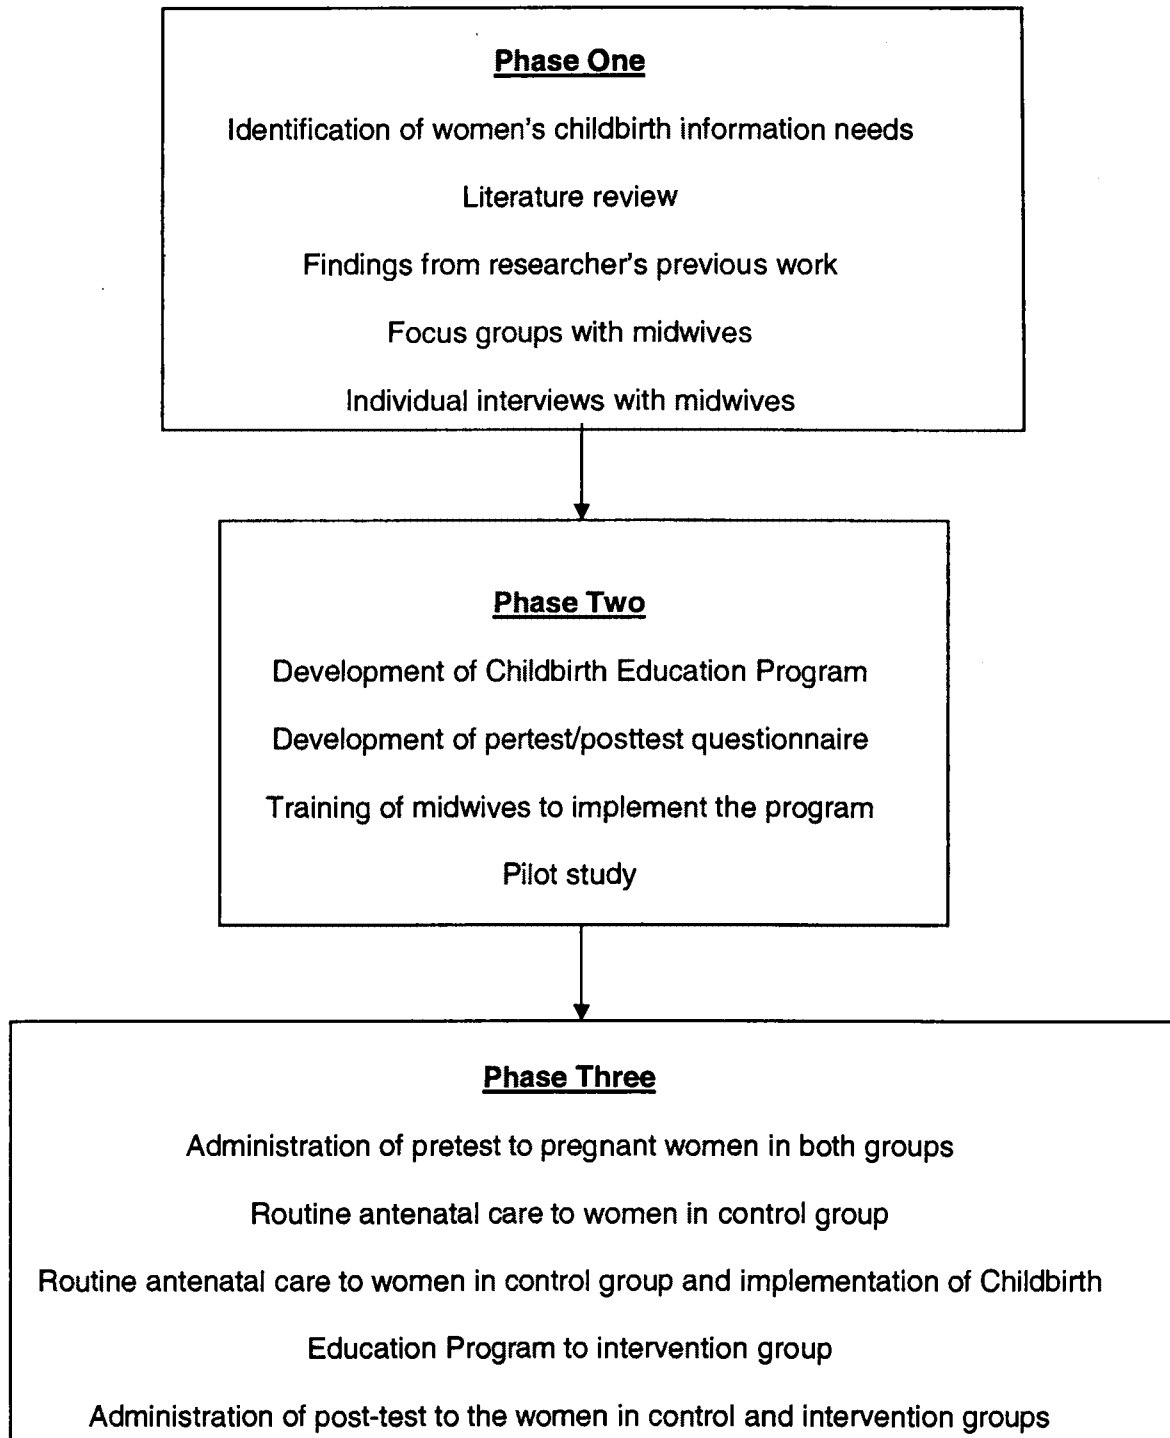 Phase One
Identification of women's childbirth information needs
Literature review
Findings from researcher's previous work
Focus groups with midwives
Individual interviews with midwives
Phase Two
Development of Childbirth Education Program
Development of pertest/posttest questionnaire
Training of midwives to implement the program
Pilot study
Phase Three
Administration of pretest to pregnant women in both groups
Routine antenatal care to women in control group
Routine antenatal care to women in control group and implementation of Childbirth
Education Program to intervention group
Administration of post-test to the women in control and intervention groups